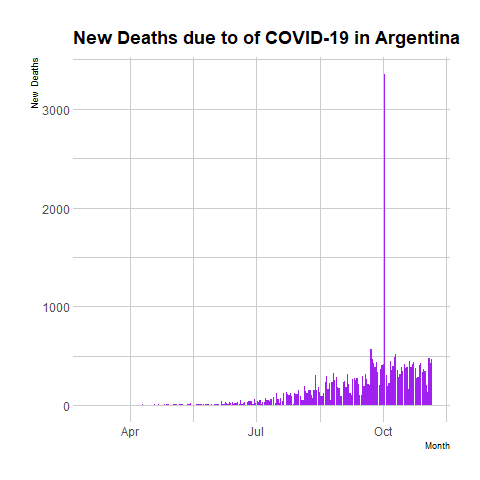 New Deaths due to of COVID-19 in Argentina
New Deaths
3000
2000
1000
0
Apr
Jul
Oct
Month